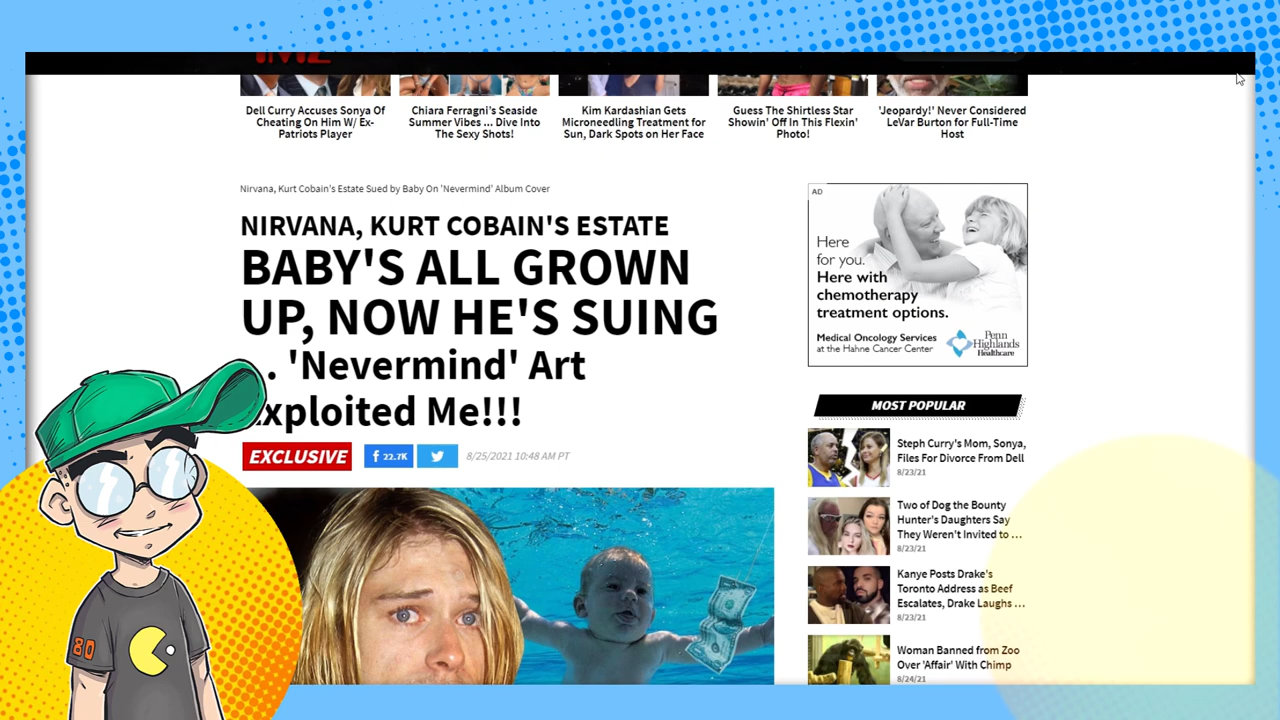 TMZ
Dell Curry Accuses Sonya Of
Cheating On Him W/ Ex-
Patriots Player
Chiara Ferragni's Seaside
Summer Vibes ... Dive Into
The Sexy Shots!
Kim Kardashian Gets
Microneedling Treatment for
Sun, Dark Spots on Her Face
Guess The Shirtless Star
Showin' Off In This Flexin'
Photo!
'Jeopardy!' Never Considered
LeVar Burton for Full-Time
Host
Nirvana, Kurt Cobain's Estate Sued by Baby On 'Nevermind' Album Cover
NIRVANA, KURT COBAIN'S ESTATE
BABY'S ALL GROWN
UP, NOW HE'S SUING
. 'Nevermind' Art
xploited Me!!!
EXCLUSIVE
f 22.7K
8/25/2021 10:48 AM PT
AD
Here
for you.
Here with
chemotherapy
treatment options.
Medical Oncology Services
at the Hahne Cancer Center
Penn
Highlands
Healthcare
MOST POPULAR
Steph Curry's Mom, Sonya,
Files For Divorce From Dell
8/23/21
Two of Dog the Bounty
Hunter's Daughters Say
They Weren't Invited to ...
8/23/21
Kanye Posts Drake's
Toronto Address as Beef
Escalates, Drake Laughs ...
8/23/21
Woman Banned from Zoo
Over 'Affair' With Chimp
8/24/21
80